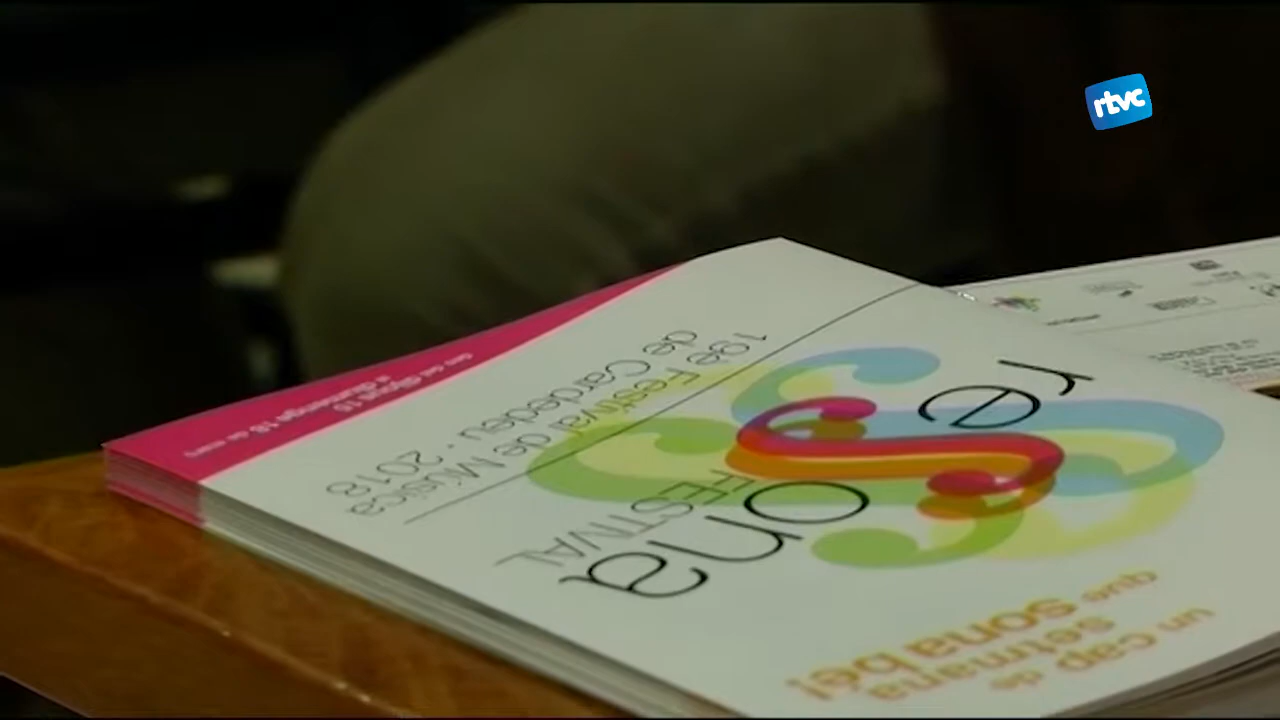 rtvc
un cap de
setmana
que sona bé!
ressona
FESTIVAL
19è Festival de Música
de Cardedeu . 2018